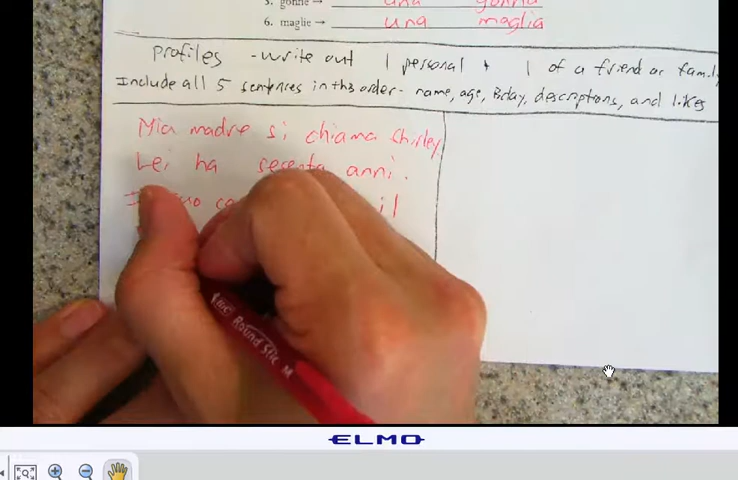 5. gonne → una gonna
6. maglie → una maglia
profiles - write out 1 personal + 1 of a friend or family
Include all 5 sentences in this order - name, age, Bday, descriptions, and likes
Mia madre si chiama Shirley
Lei ha sesenta anni.
il
BIC Round Stic M
ELMO